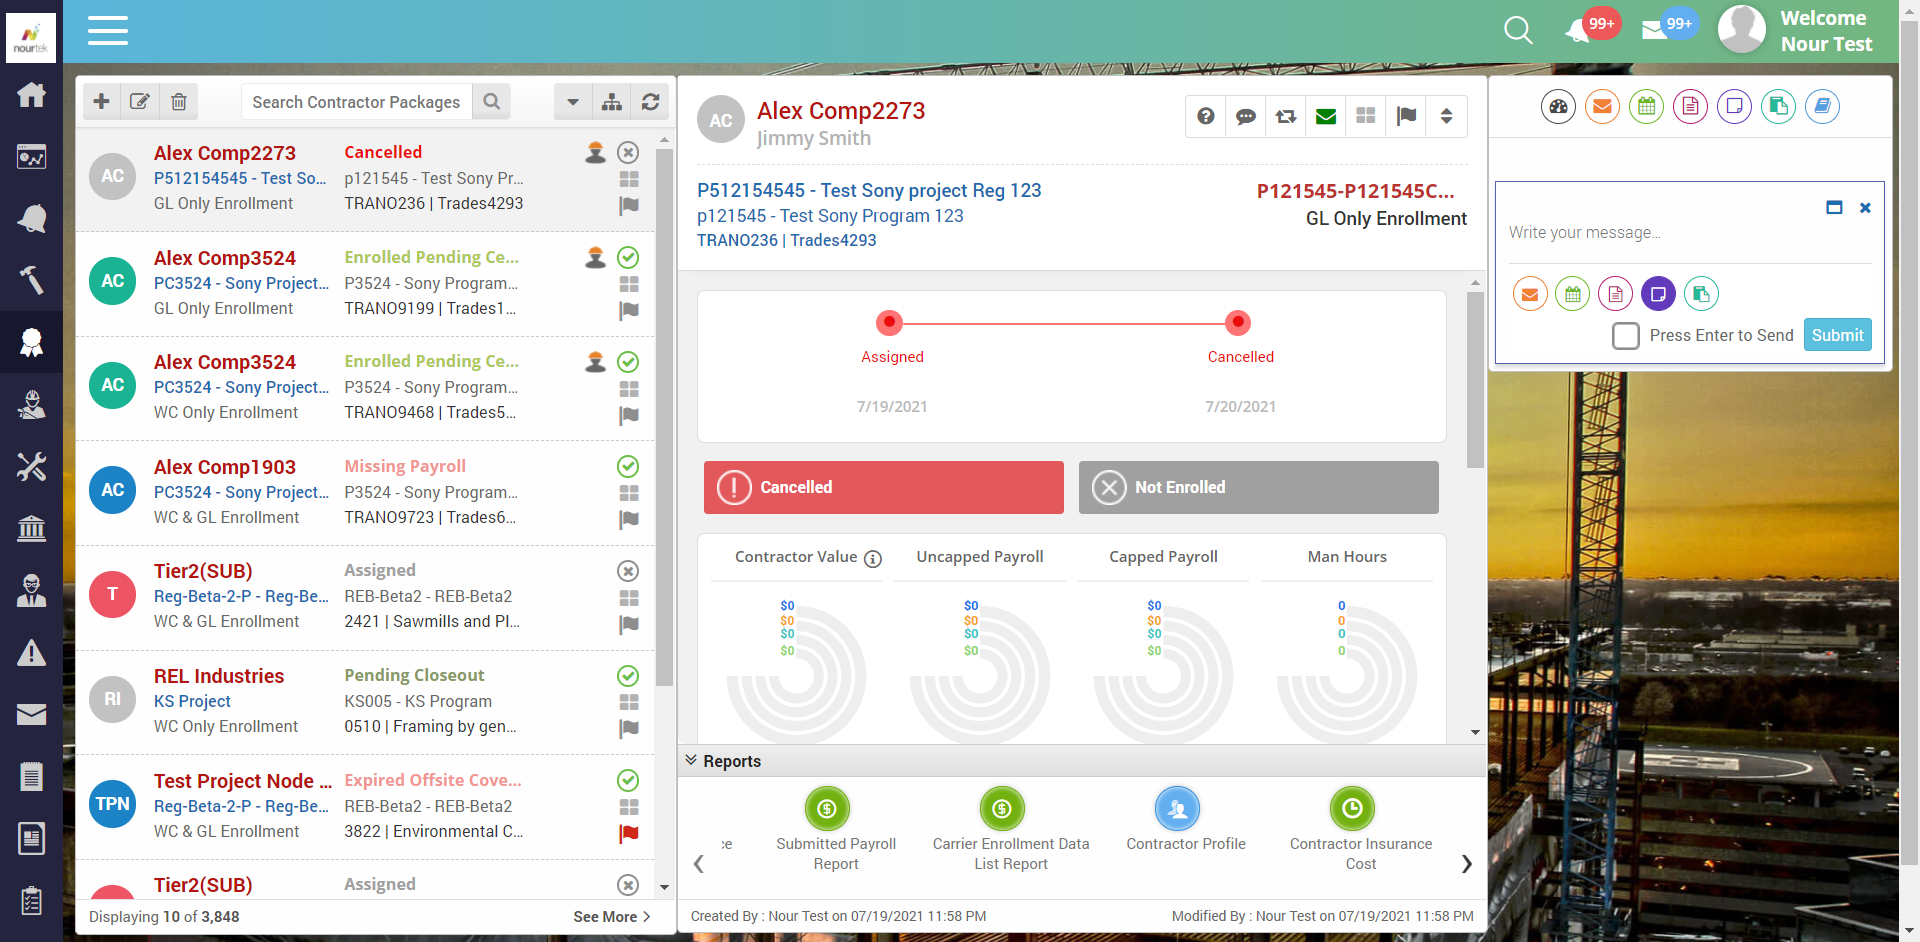 nourtek
99+
99+
Welcome
Nour Test
Search Contractor Packages
AC
Alex Comp2273
Cancelled
P512154545 - Test So...
p121545 - Test Sony Pr...
GL Only Enrollment
TRANO236 | Trades4293
AC
Alex Comp3524
Enrolled Pending Ce...
PC3524 - Sony Project...
P3524 - Sony Program...
GL Only Enrollment
TRANO9199 | Trades1...
AC
Alex Comp3524
Enrolled Pending Ce...
PC3524 - Sony Project...
P3524 - Sony Program...
WC Only Enrollment
TRANO9468 | Trades5...
AC
Alex Comp1903
Missing Payroll
PC3524 - Sony Project...
P3524 - Sony Program...
WC & GL Enrollment
TRANO9723 | Trades6...
T
Tier2(SUB)
Assigned
Reg-Beta-2-P - Reg-Be...
REB-Beta2 - REB-Beta2
WC & GL Enrollment
2421 | Sawmills and Pl...
RI
REL Industries
Pending Closeout
KS Project
KS005 - KS Program
WC Only Enrollment
0510 | Framing by gen...
TPN
Test Project Node ...
Expired Offsite Cove...
Reg-Beta-2-P - Reg-Be...
REB-Beta2 - REB-Beta2
WC & GL Enrollment
3822 | Environmental C...
Tier2(SUB)
Assigned
Displaying 10 of 3,848
See More
AC
Alex Comp2273
Jimmy Smith
P512154545 - Test Sony project Reg 123
P121545-P121545C...
p121545 - Test Sony Program 123
GL Only Enrollment
TRANO236 | Trades4293
Assigned
Cancelled
7/19/2021
7/20/2021
Cancelled
Not Enrolled
Contractor Value
Uncapped Payroll
Capped Payroll
Man Hours
$0
$0
$0
$0
$0
$0
$0
$0
$0
$0
$0
$0
0
0
0
0
Reports
ce
Submitted Payroll
Report
Carrier Enrollment Data
List Report
Contractor Profile
Contractor Insurance
Cost
Created By : Nour Test on 07/19/2021 11:58 PM
Modified By : Nour Test on 07/19/2021 11:58 PM
Write your message...
Press Enter to Send
Submit